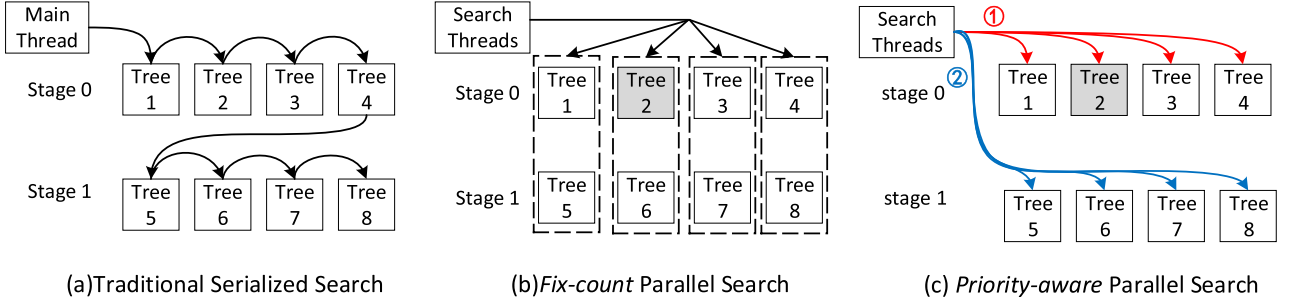 Main
Thread
Stage 0
Tree
1
Tree
2
Tree
3
Tree
4
Stage 1
Tree
5
Tree
6
Tree
7
Tree
8
(a)Traditional Serialized Search
Search
Threads
Stage 0
Tree
1
Tree
2
Tree
3
Tree
4
Stage 1
Tree
5
Tree
6
Tree
7
Tree
8
(b)Fix-count Parallel Search
Search
Threads
①
②
stage 0
Tree
1
Tree
2
Tree
3
Tree
4
stage 1
Tree
5
Tree
6
Tree
7
Tree
8
(c) Priority-aware Parallel Search